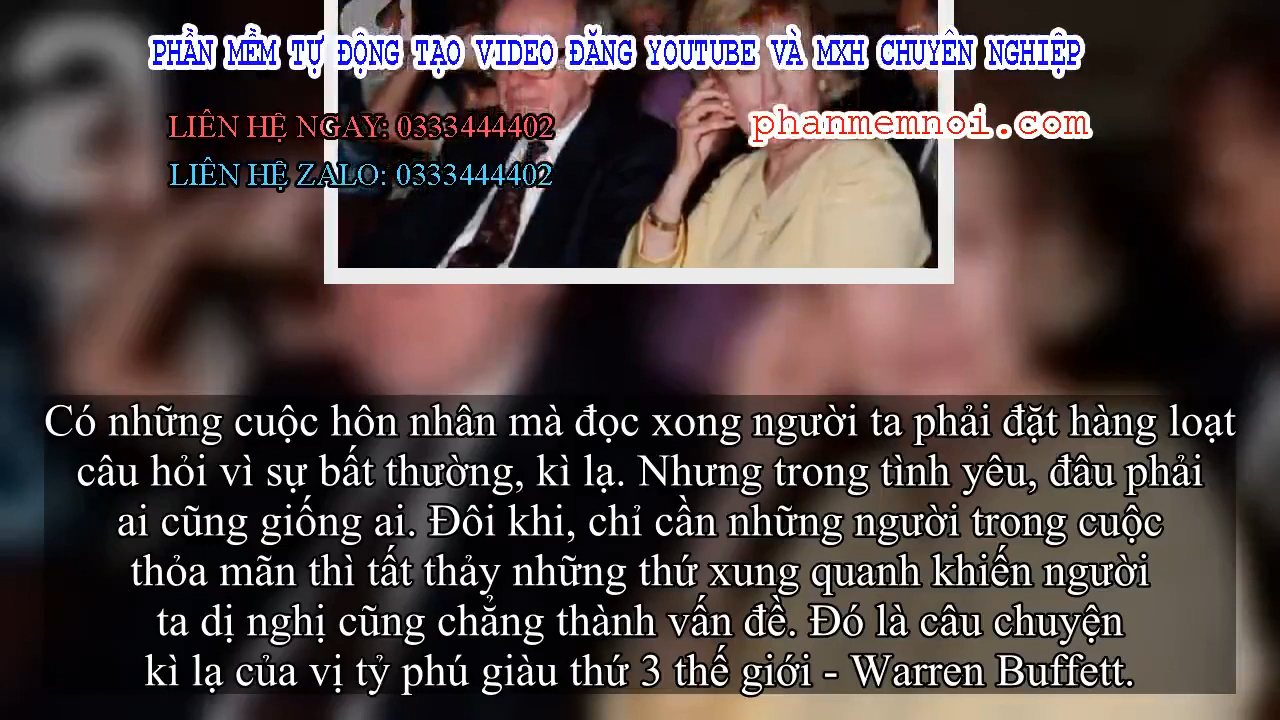 PHẦN MỀM TỰ ĐỘNG TẠO VIDEO ĐĂNG YOUTUBE VÀ MXH CHUYÊN NGHIỆP
LIÊN HỆ NGAY: 0333444402
phanmemnoi.com
LIÊN HỆ ZALO: 0333444402
Có những cuộc hôn nhân mà đọc xong người ta phải đặt hàng loạt
câu hỏi vì sự bất thường, kì lạ. Nhưng trong tình yêu, đâu phải
ai cũng giống ai. Đôi khi, chỉ cần những người trong cuộc
thỏa mãn thì tất thảy những thứ xung quanh khiến người
ta dị nghị cũng chẳng thành vấn đề. Đó là câu chuyện
kì lạ của vị tỷ phú giàu thứ 3 thế giới - Warren Buffett.